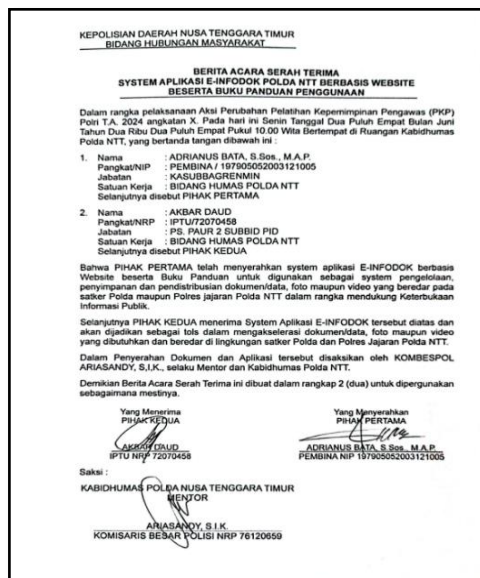 KEPOLISIAN DAERAH NUSA TENGGARA TIMUR
BIDANG HUBUNGAN MASYARAKAT
BERITA ACARA SERAH TERIMA
SYSTEM APLIKASI E-INFODOK POLDA NTT BERBASIS WEBSITE
BESERTA BUKU PANDUAN PENGGUNAAN
Dalam rangka pelaksanaan Aksi Perubahan Pelatihan Kepemimpinan Pengawas (PKP)
Polri T.A. 2024 angkatan X. Pada hari ini Senin Tanggal Dua Puluh Empat Bulan Juni
Tahun Dua Ribu Dua Puluh Empat Pukul 10.00 Wita Bertempat di Ruangan Kabidhumas
Polda NTT, yang bertanda tangan dibawah ini :
1. Nama : ADRIANUS BATA, S.Sos., M.A.P.
Pangkat/NIP : PEMBINA / 197905052003121005
Jabatan : KASUBBAGRENMIN
Satuan Kerja : BIDANG HUMAS POLDA NTT
Selanjutnya disebut PIHAK PERTAMA
2. Nama : AKBAR DAUD
Pangkat/NRP : IPTU/72070458
Jabatan : PS. PAUR 2 SUBBID PID
Satuan Kerja : BIDANG HUMAS POLDA NTT
Selanjutnya disebut PIHAK KEDUA
Bahwa PIHAK PERTAMA telah menyerahkan system aplikasi E-INFODOK berbasis
Website beserta Buku Panduan untuk digunakan sebagai system pengelolaan,
penyimpanan dan pendistribusian dokumen/data, foto maupun video yang beredar pada
satker Polda maupun Polres jajaran Polda NTT dalam rangka mendukung Keterbukaan
Informasi Publik.
Selanjutnya PIHAK KEDUA menerima System Aplikasi E-INFODOK tersebut diatas dan
akan dijadikan sebagai tols dalam mengakselerasi dokumen/data, foto maupun video
yang dibutuhkan dan beredar di lingkungan satker Polda dan Polres Jajaran Polda NTT.
Dalam Penyerahan Dokumen dan Aplikasi tersebut disaksikan oleh KOMBESPOL
ARIASANDY, S,I,K., selaku Mentor dan Kabidhumas Polda NTT.
Demikian Berita Acara Serah Terima ini dibuat dalam rangkap 2 (dua) untuk dipergunakan
sebagaimana mestinya.
Yang Menerima
PIHAK KEDUA
AKBAR DAUD
IPTU NRP 72070458
Yang Menyerahkan
PIHAK PERTAMA
ADRIANUS BATA, S.Sos., M.A.P.
PEMBINA NIP 197905052003121005
Saksi :
KABIDHUMAS POLDA NUSA TENGGARA TIMUR
MENTOR
ARIASANDY, S.I.K.
KOMISARIS BESAR POLISI NRP 76120659